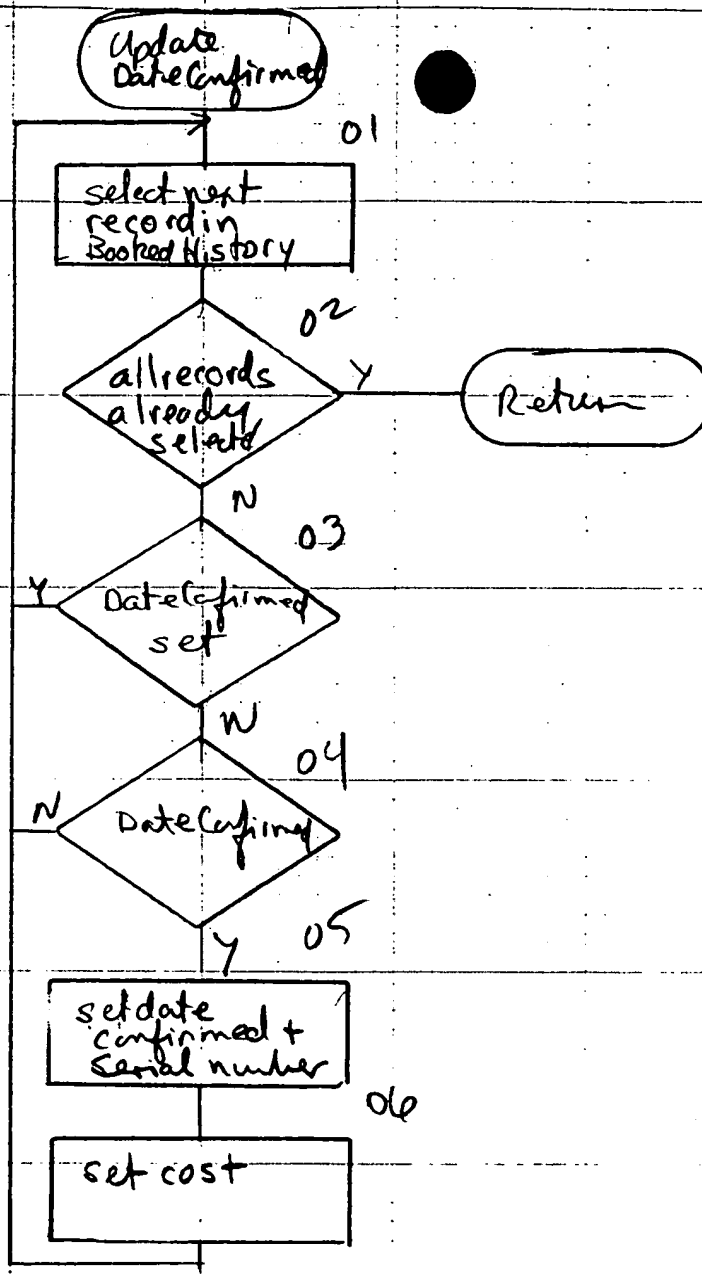 Update
DateConfirmed
01
select next
record in
Booked History
02
all records
already
selected
Y
Return
N
03
DateConfirmed
set
Y
N
04
DateConfirmed
N
05
Y
set date
confirmed +
serial number
06
set cost